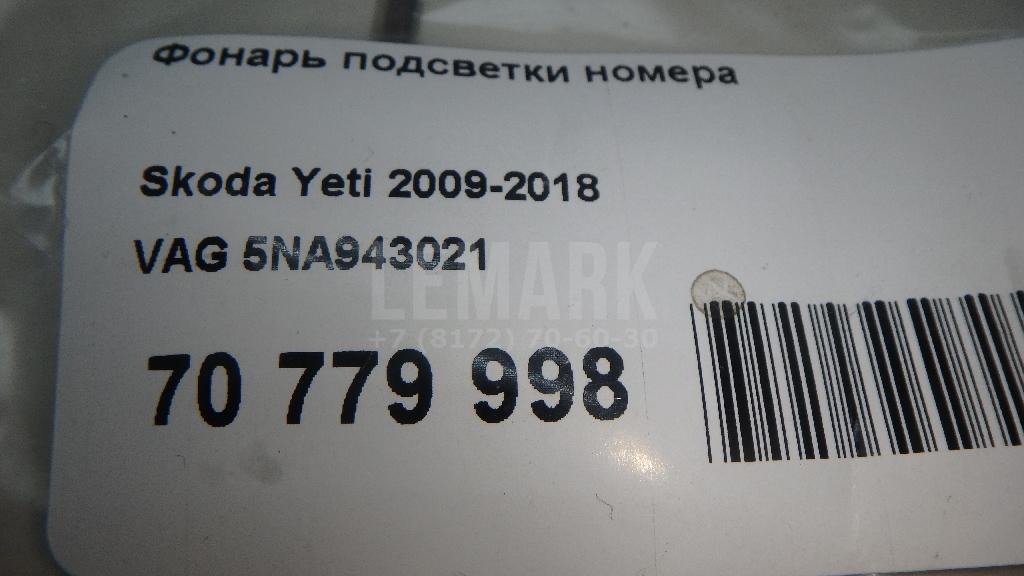 Фонарь подсветки номера
Skoda Yeti 2009-2018
VAG 5NA943021
LEMARK
+7 (8172) 70-60-30
70 779 998